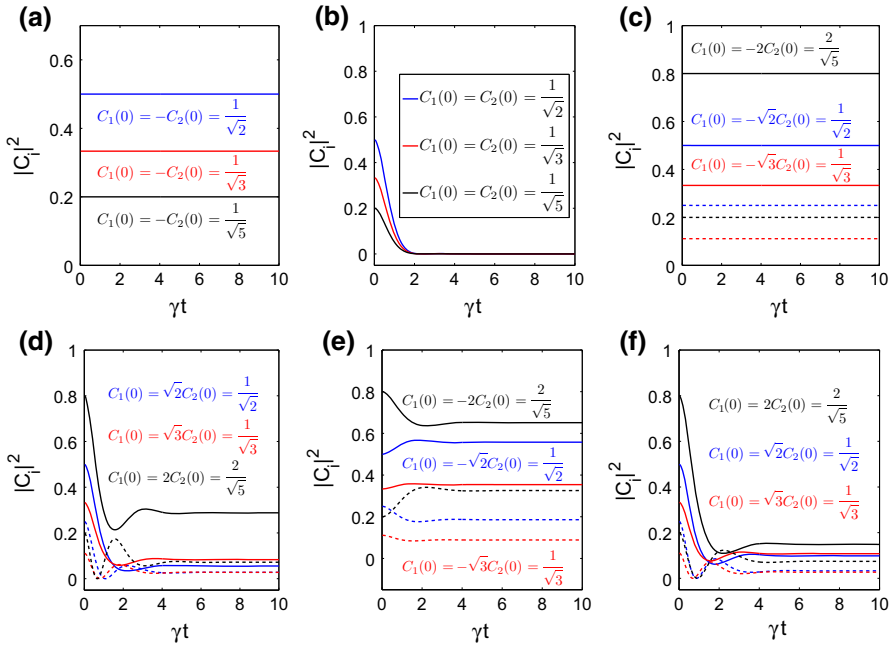 (a)
|C_i|^2
0.6
0.4
0.2
0
C_1(0) = −C_2(0) = 1/√2
C_1(0) = −C_2(0) = 1/√3
C_1(0) = −C_2(0) = 1/√5
0 2 4 6 8 10
γt
(b)
|C_i|^2
1
0.8
0.6
0.4
0.2
0
C_1(0) = C_2(0) = 1/√2
C_1(0) = C_2(0) = 1/√3
C_1(0) = C_2(0) = 1/√5
0 2 4 6 8 10
γt
(c)
|C_i|^2
1
0.8
0.6
0.4
0.2
0
C_1(0) = −2C_2(0) = 2/√5
C_1(0) = −√2C_2(0) = 1/√2
C_1(0) = −√3C_2(0) = 1/√3
0 2 4 6 8 10
γt
(d)
|C_i|^2
1
0.8
0.6
0.4
0.2
0
C_1(0) = √2C_2(0) = 1/√2
C_1(0) = √3C_2(0) = 1/√3
C_1(0) = 2C_2(0) = 2/√5
0 2 4 6 8 10
γt
(e)
|C_i|^2
1
0.8
0.6
0.4
0.2
0
C_1(0) = −2C_2(0) = 2/√5
C_1(0) = −√2C_2(0) = 1/√2
C_1(0) = −√3C_2(0) = 1/√3
0 2 4 6 8 10
γt
(f)
|C_i|^2
1
0.8
0.6
0.4
0.2
0
C_1(0) = 2C_2(0) = 2/√5
C_1(0) = √2C_2(0) = 1/√2
C_1(0) = √3C_2(0) = 1/√3
0 2 4 6 8 10
γt